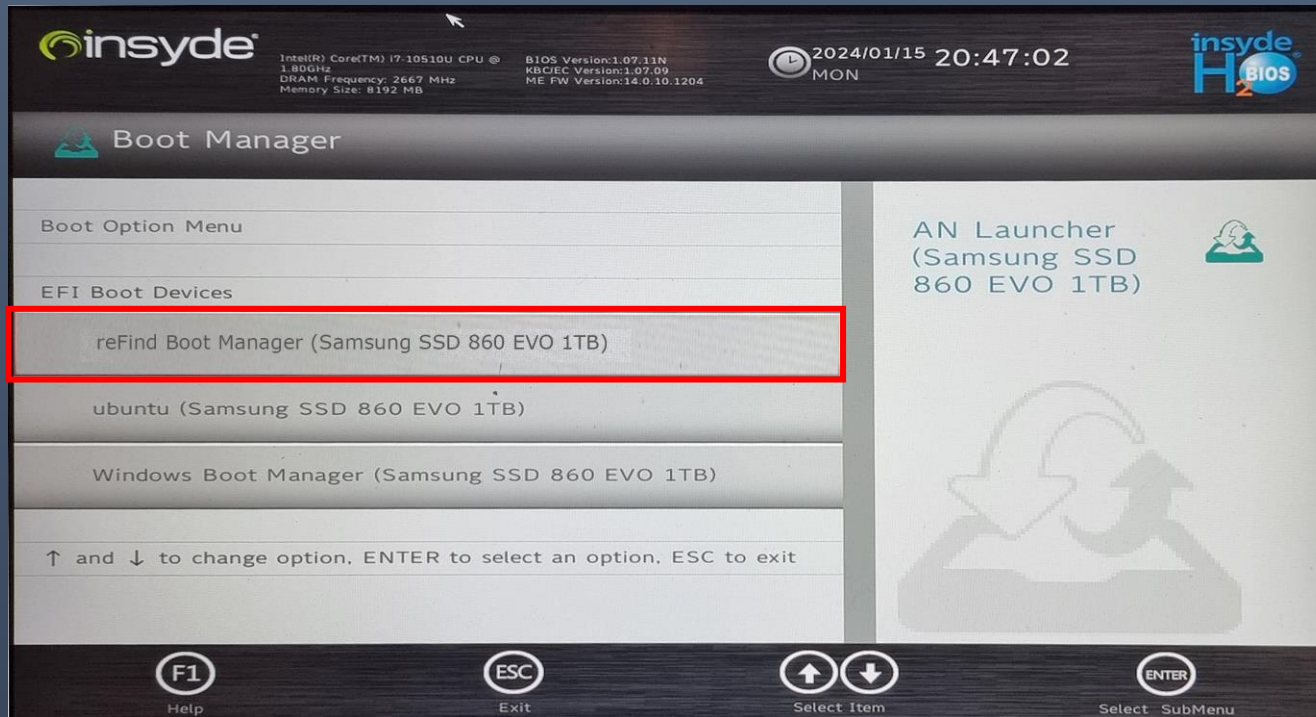 insyde
Intel(R) Core(TM) i7-10510U CPU @
1.80GHz
DRAM Frequency: 2667 MHz
Memory Size: 8192 MB
BIOS Version:1.07.11N
KBC/EC Version:1.07.09
ME FW Version:14.0.10.1204
2024/01/15 20:47:02
MON
insyde
H2 BIOS
Boot Manager
Boot Option Menu
EFI Boot Devices
reFind Boot Manager (Samsung SSD 860 EVO 1TB)
ubuntu (Samsung SSD 860 EVO 1TB)
Windows Boot Manager (Samsung SSD 860 EVO 1TB)
↑ and ↓ to change option, ENTER to select an option, ESC to exit
AN Launcher
(Samsung SSD
860 EVO 1TB)
F1
Help
ESC
Exit
Select Item
ENTER
Select SubMenu